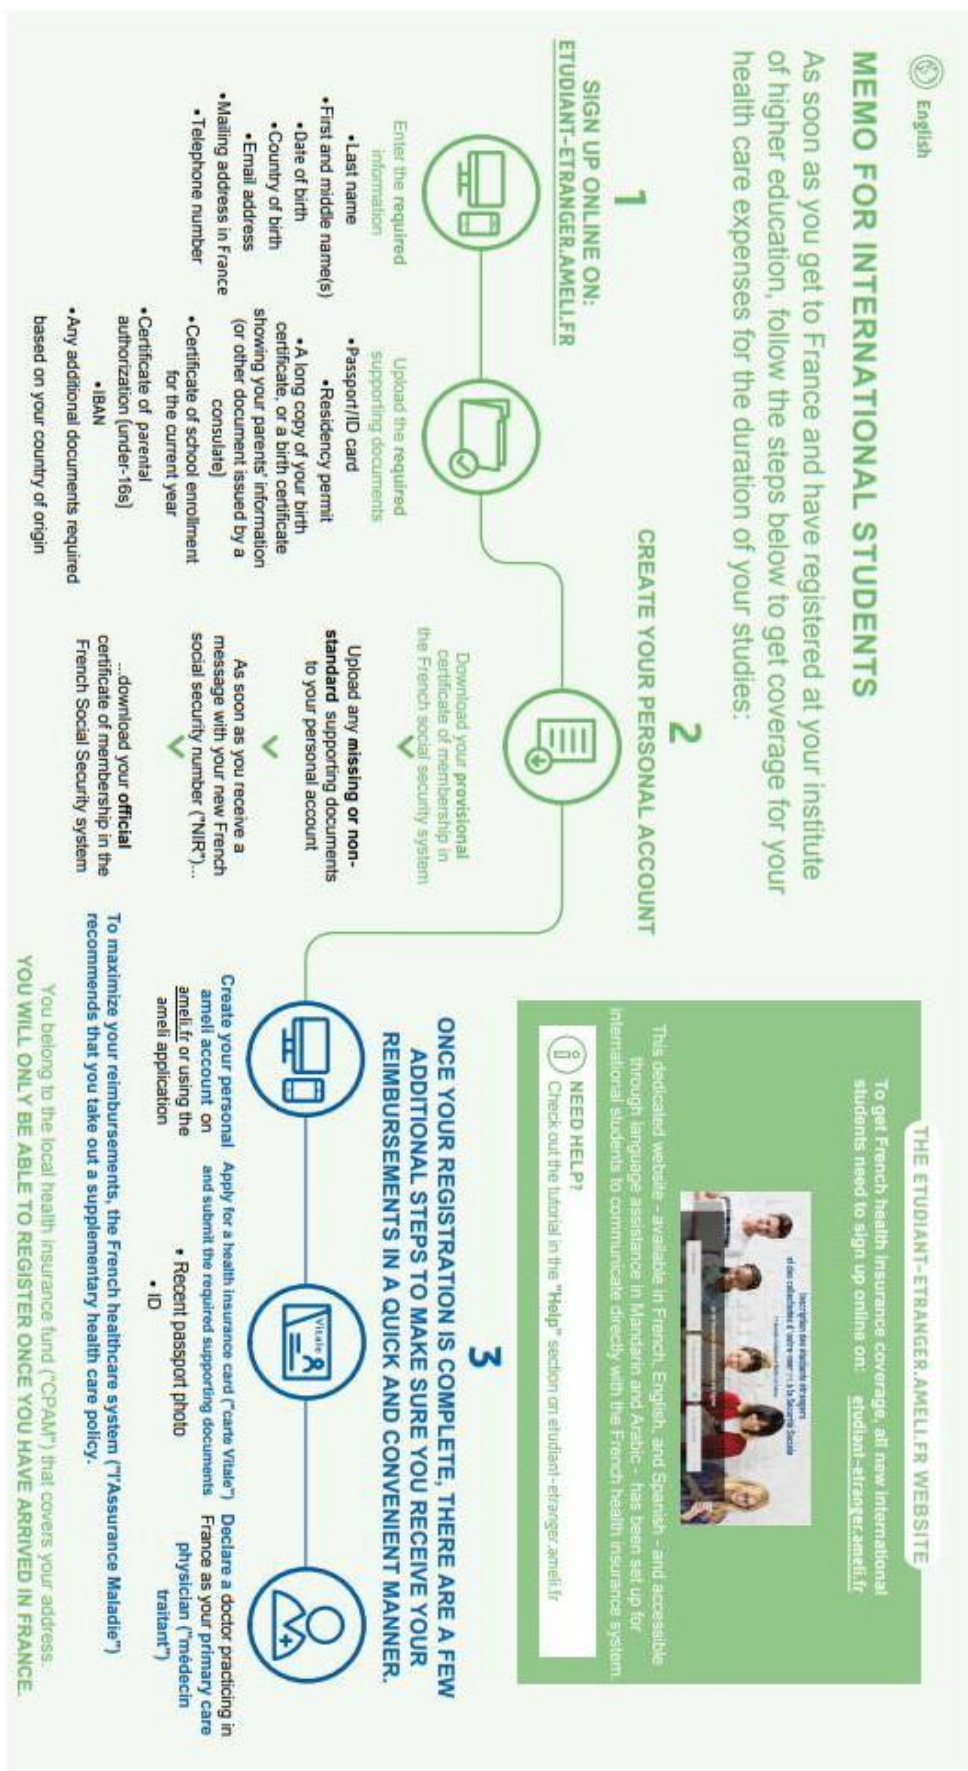 English
MEMO FOR INTERNATIONAL STUDENTS
As soon as you get to France and have registered at your institute
of higher education, follow the steps below to get coverage for your
health care expenses for the duration of your studies:
1
SIGN UP ONLINE ON:
ETUDIANT-ETRANGER.AMELI.FR
Enter the required
information
•Last name
•First and middle name(s)
•Date of birth
•Country of birth
•Email address
•Mailing address in France
•Telephone number
Upload the required
supporting documents
•Passport/ID card
•Residency permit
•A long copy of your birth
certificate, or a birth certificate
showing your parents' information
(or other document issued by a
consulate)
•Certificate of school enrollment
for the current year
•Certificate of parental
authorization (under-16s)
•IBAN
•Any additional documents required
based on your country of origin
2
CREATE YOUR PERSONAL ACCOUNT
Download your provisional
certificate of membership in
the French social security system
Upload any missing or non-
standard supporting documents
to your personal account
As soon as you receive a
message with your new French
social security number ("NIR")...
...download your official
certificate of membership in the
French Social Security system
THE ETUDIANT-ETRANGER.AMELI.FR WEBSITE
To get French health insurance coverage, all new international
students need to sign up online on: etudiant-etranger.ameli.fr
Inscription des étudiants étrangers
à la Sécurité Sociale
This dedicated website - available in French, English, and Spanish - and accessible
through language assistance in Mandarin and Arabic - has been set up for
international students to communicate directly with the French health insurance system.
NEED HELP?
Check out the tutorial in the "Help" section on etudiant-etranger.ameli.fr
3
ONCE YOUR REGISTRATION IS COMPLETE, THERE ARE A FEW
ADDITIONAL STEPS TO MAKE SURE YOU RECEIVE YOUR
REIMBURSEMENTS IN A QUICK AND CONVENIENT MANNER.
Vitale
Create your personal
ameli account on
ameli.fr or using the
ameli application
Apply for a health insurance card ("carte Vitale")
and submit the required supporting documents
• Recent passport photo
• ID
Declare a doctor practicing in
France as your primary care
physician ("médecin
traitant")
To maximize your reimbursements, the French healthcare system ("l'Assurance Maladie")
recommends that you take out a supplementary health care policy.
You belong to the local health insurance fund ("CPAM") that covers your address.
YOU WILL ONLY BE ABLE TO REGISTER ONCE YOU HAVE ARRIVED IN FRANCE.